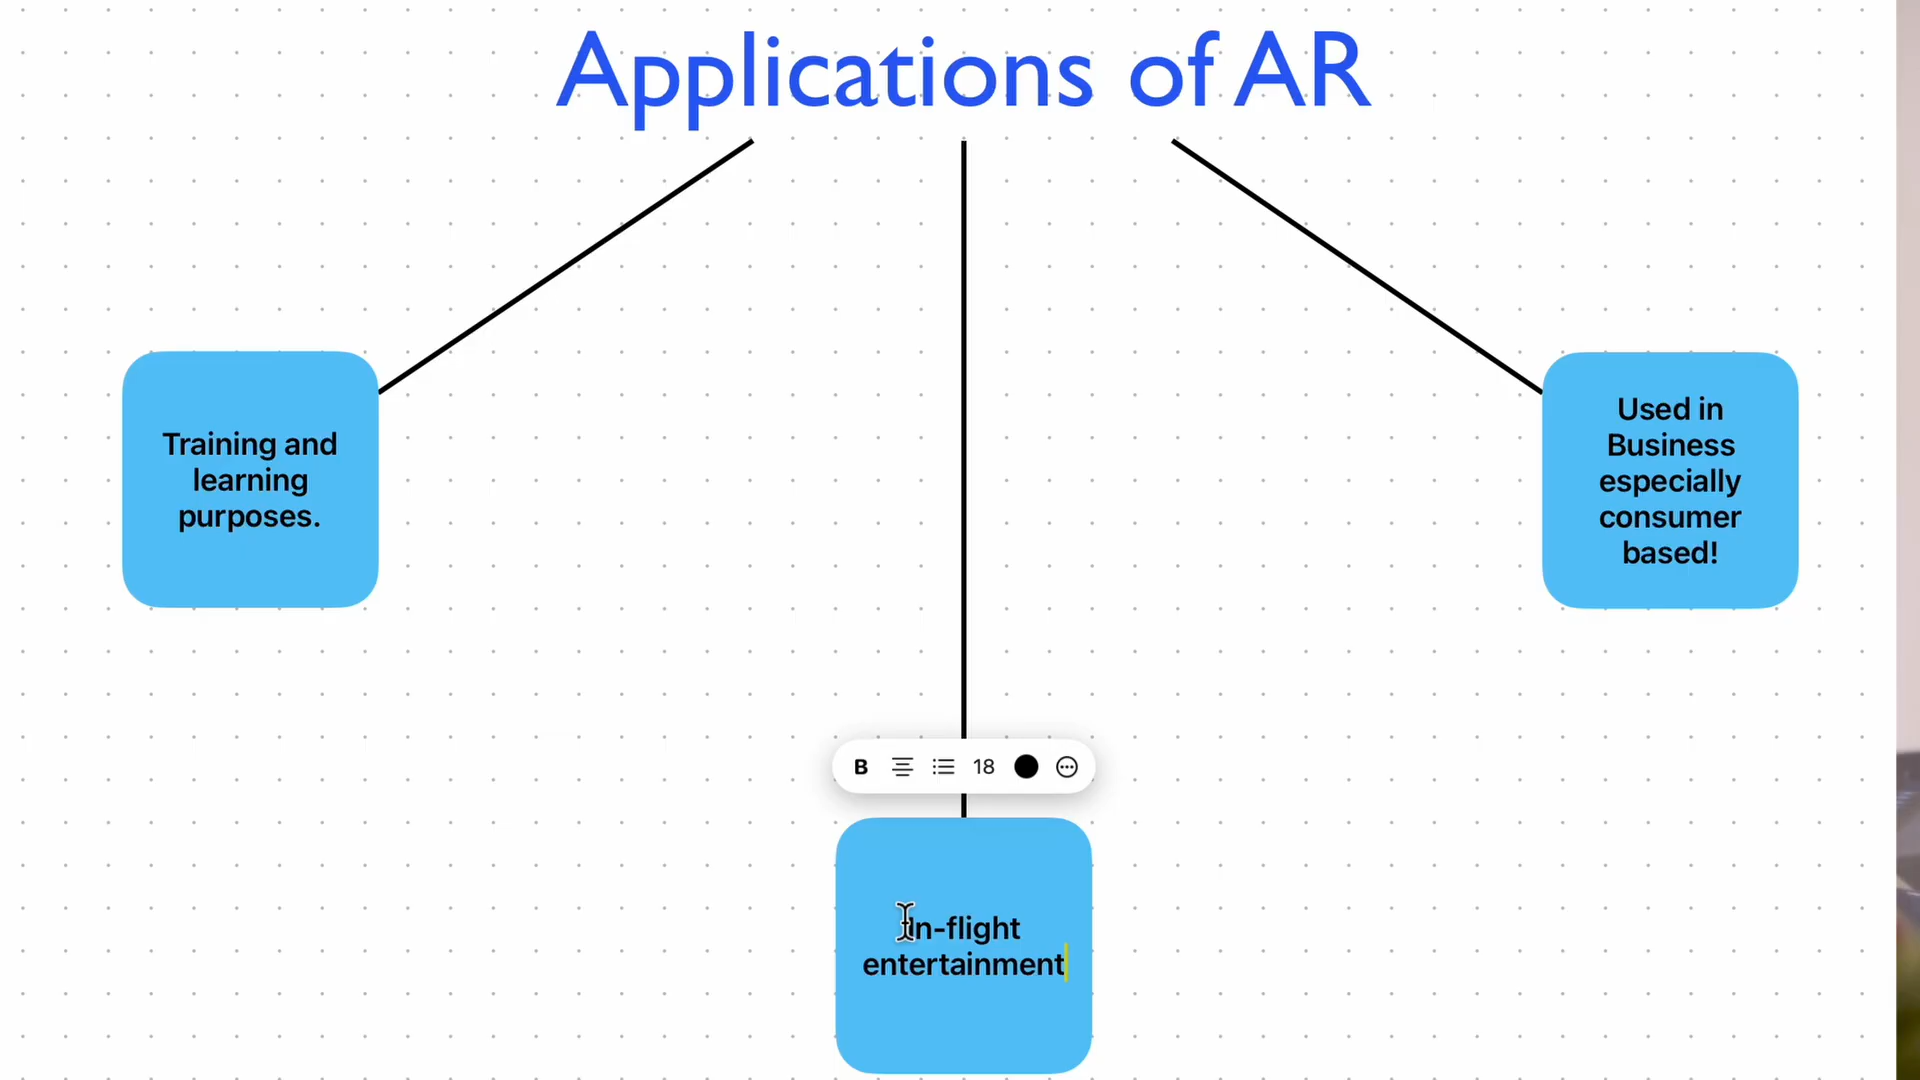 Applications of AR
Training and
learning
purposes.
Used in
Business
especially
consumer
based!
B 18
In-flight
entertainment